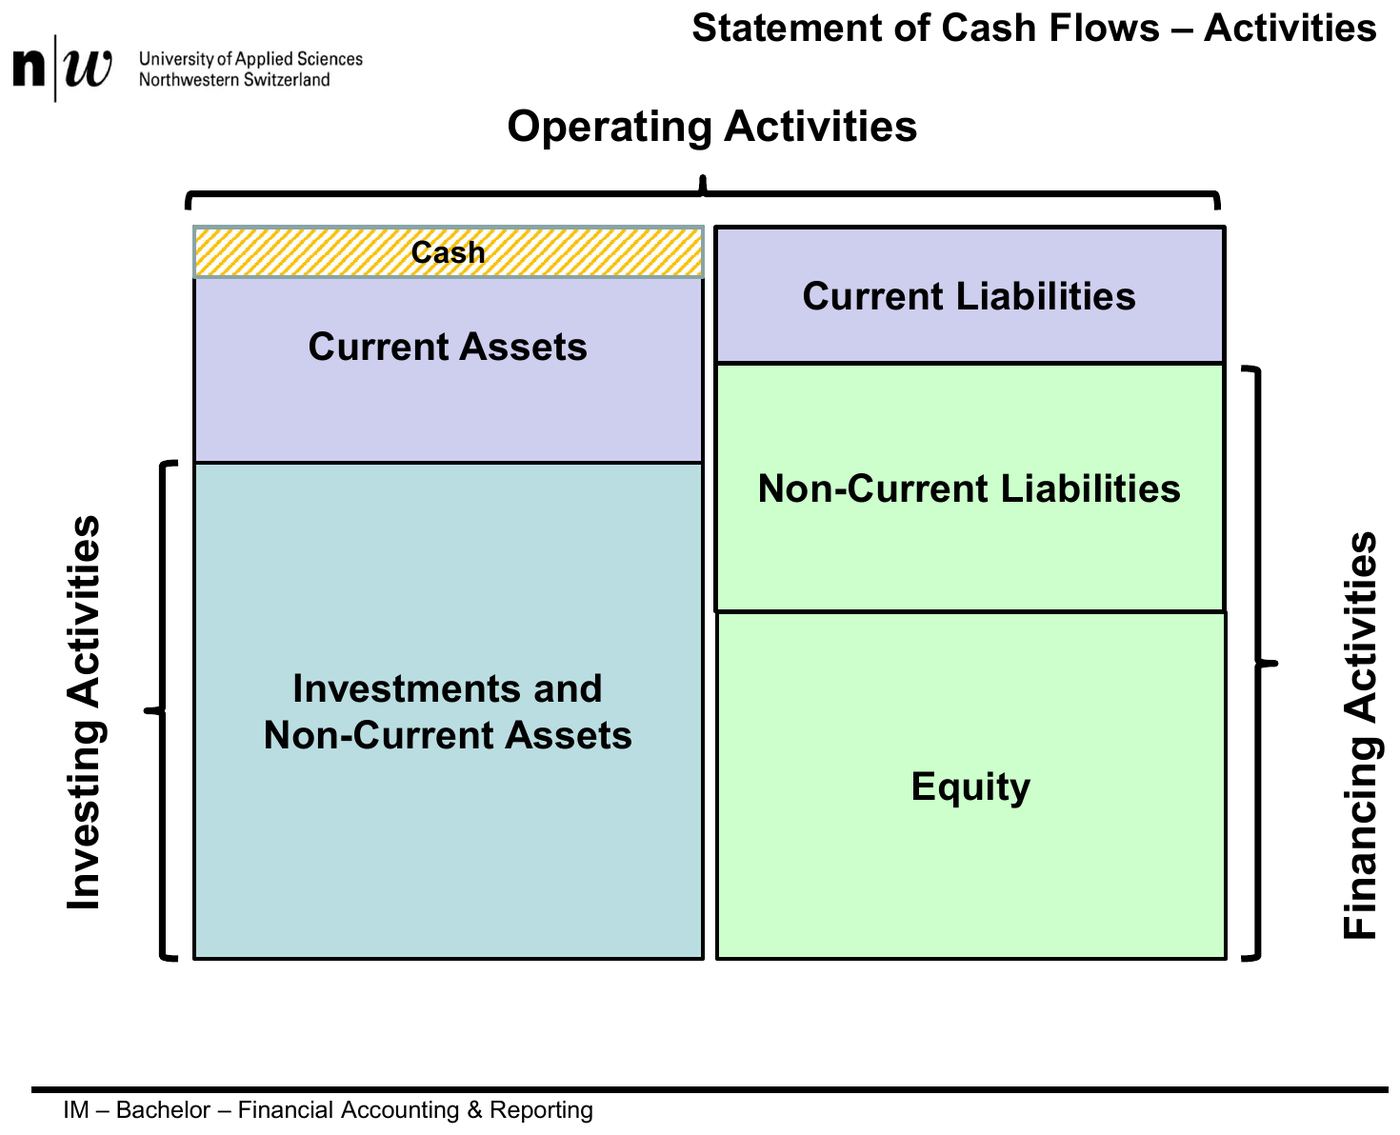 Statement of Cash Flows – Activities
n|w
University of Applied Sciences
Northwestern Switzerland
Operating Activities
Cash
Current Assets
Current Liabilities
Non-Current Liabilities
Investing Activities
Investments and
Non-Current Assets
Equity
Financing Activities
IM – Bachelor – Financial Accounting & Reporting